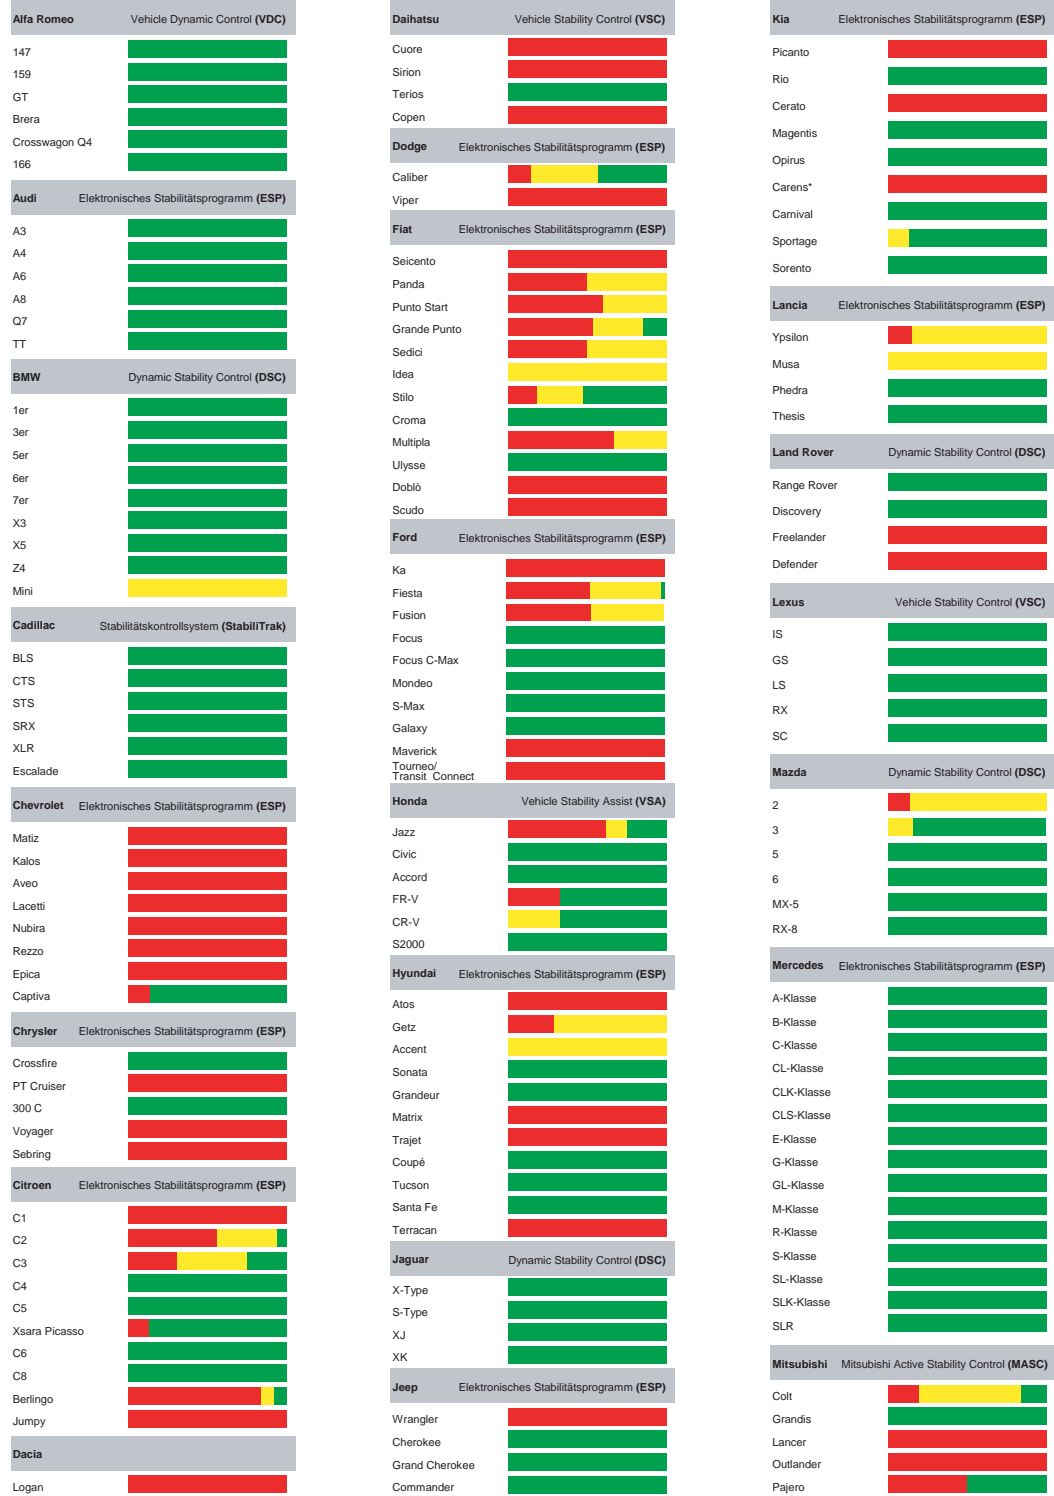 Alfa Romeo Vehicle Dynamic Control (VDC)
147
159
GT
Brera
Crosswagon Q4
166
Audi Elektronisches Stabilitätsprogramm (ESP)
A3
A4
A6
A8
Q7
TT
BMW Dynamic Stability Control (DSC)
1er
3er
5er
6er
7er
X3
X5
Z4
Mini
Cadillac Stabilitätskontrollsystem (StabiliTrak)
BLS
CTS
STS
SRX
XLR
Escalade
Chevrolet Elektronisches Stabilitätsprogramm (ESP)
Matiz
Kalos
Aveo
Lacetti
Nubira
Rezzo
Epica
Captiva
Chrysler Elektronisches Stabilitätsprogramm (ESP)
Crossfire
PT Cruiser
300 C
Voyager
Sebring
Citroen Elektronisches Stabilitätsprogramm (ESP)
C1
C2
C3
C4
C5
Xsara Picasso
C6
C8
Berlingo
Jumpy
Dacia
Logan
Daihatsu Vehicle Stability Control (VSC)
Cuore
Sirion
Terios
Copen
Dodge Elektronisches Stabilitätsprogramm (ESP)
Caliber
Viper
Fiat Elektronisches Stabilitätsprogramm (ESP)
Seicento
Panda
Punto Start
Grande Punto
Sedici
Idea
Stilo
Croma
Multipla
Ulysse
Doblò
Scudo
Ford Elektronisches Stabilitätsprogramm (ESP)
Ka
Fiesta
Fusion
Focus
Focus C-Max
Mondeo
S-Max
Galaxy
Maverick
Tourneo/
Transit Connect
Honda Vehicle Stability Assist (VSA)
Jazz
Civic
Accord
FR-V
CR-V
S2000
Hyundai Elektronisches Stabilitätsprogramm (ESP)
Atos
Getz
Accent
Sonata
Grandeur
Matrix
Trajet
Coupé
Tucson
Santa Fe
Terracan
Jaguar Dynamic Stability Control (DSC)
X-Type
S-Type
XJ
XK
Jeep Elektronisches Stabilitätsprogramm (ESP)
Wrangler
Cherokee
Grand Cherokee
Commander
Kia Elektronisches Stabilitätsprogramm (ESP)
Picanto
Rio
Cerato
Magentis
Opirus
Carens*
Carnival
Sportage
Sorento
Lancia Elektronisches Stabilitätsprogramm (ESP)
Ypsilon
Musa
Phedra
Thesis
Land Rover Dynamic Stability Control (DSC)
Range Rover
Discovery
Freelander
Defender
Lexus Vehicle Stability Control (VSC)
IS
GS
LS
RX
SC
Mazda Dynamic Stability Control (DSC)
2
3
5
6
MX-5
RX-8
Mercedes Elektronisches Stabilitätsprogramm (ESP)
A-Klasse
B-Klasse
C-Klasse
CL-Klasse
CLK-Klasse
CLS-Klasse
E-Klasse
G-Klasse
GL-Klasse
M-Klasse
R-Klasse
S-Klasse
SL-Klasse
SLK-Klasse
SLR
Mitsubishi Mitsubishi Active Stability Control (MASC)
Colt
Grandis
Lancer
Outlander
Pajero